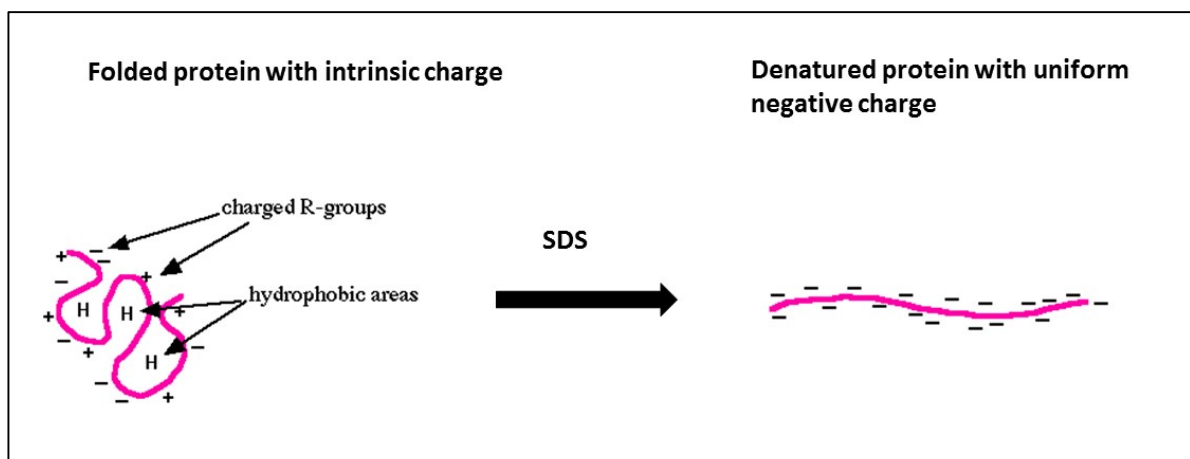 Folded protein with intrinsic charge
Denatured protein with uniform
negative charge
charged R-groups
SDS
hydrophobic areas
H
H
H